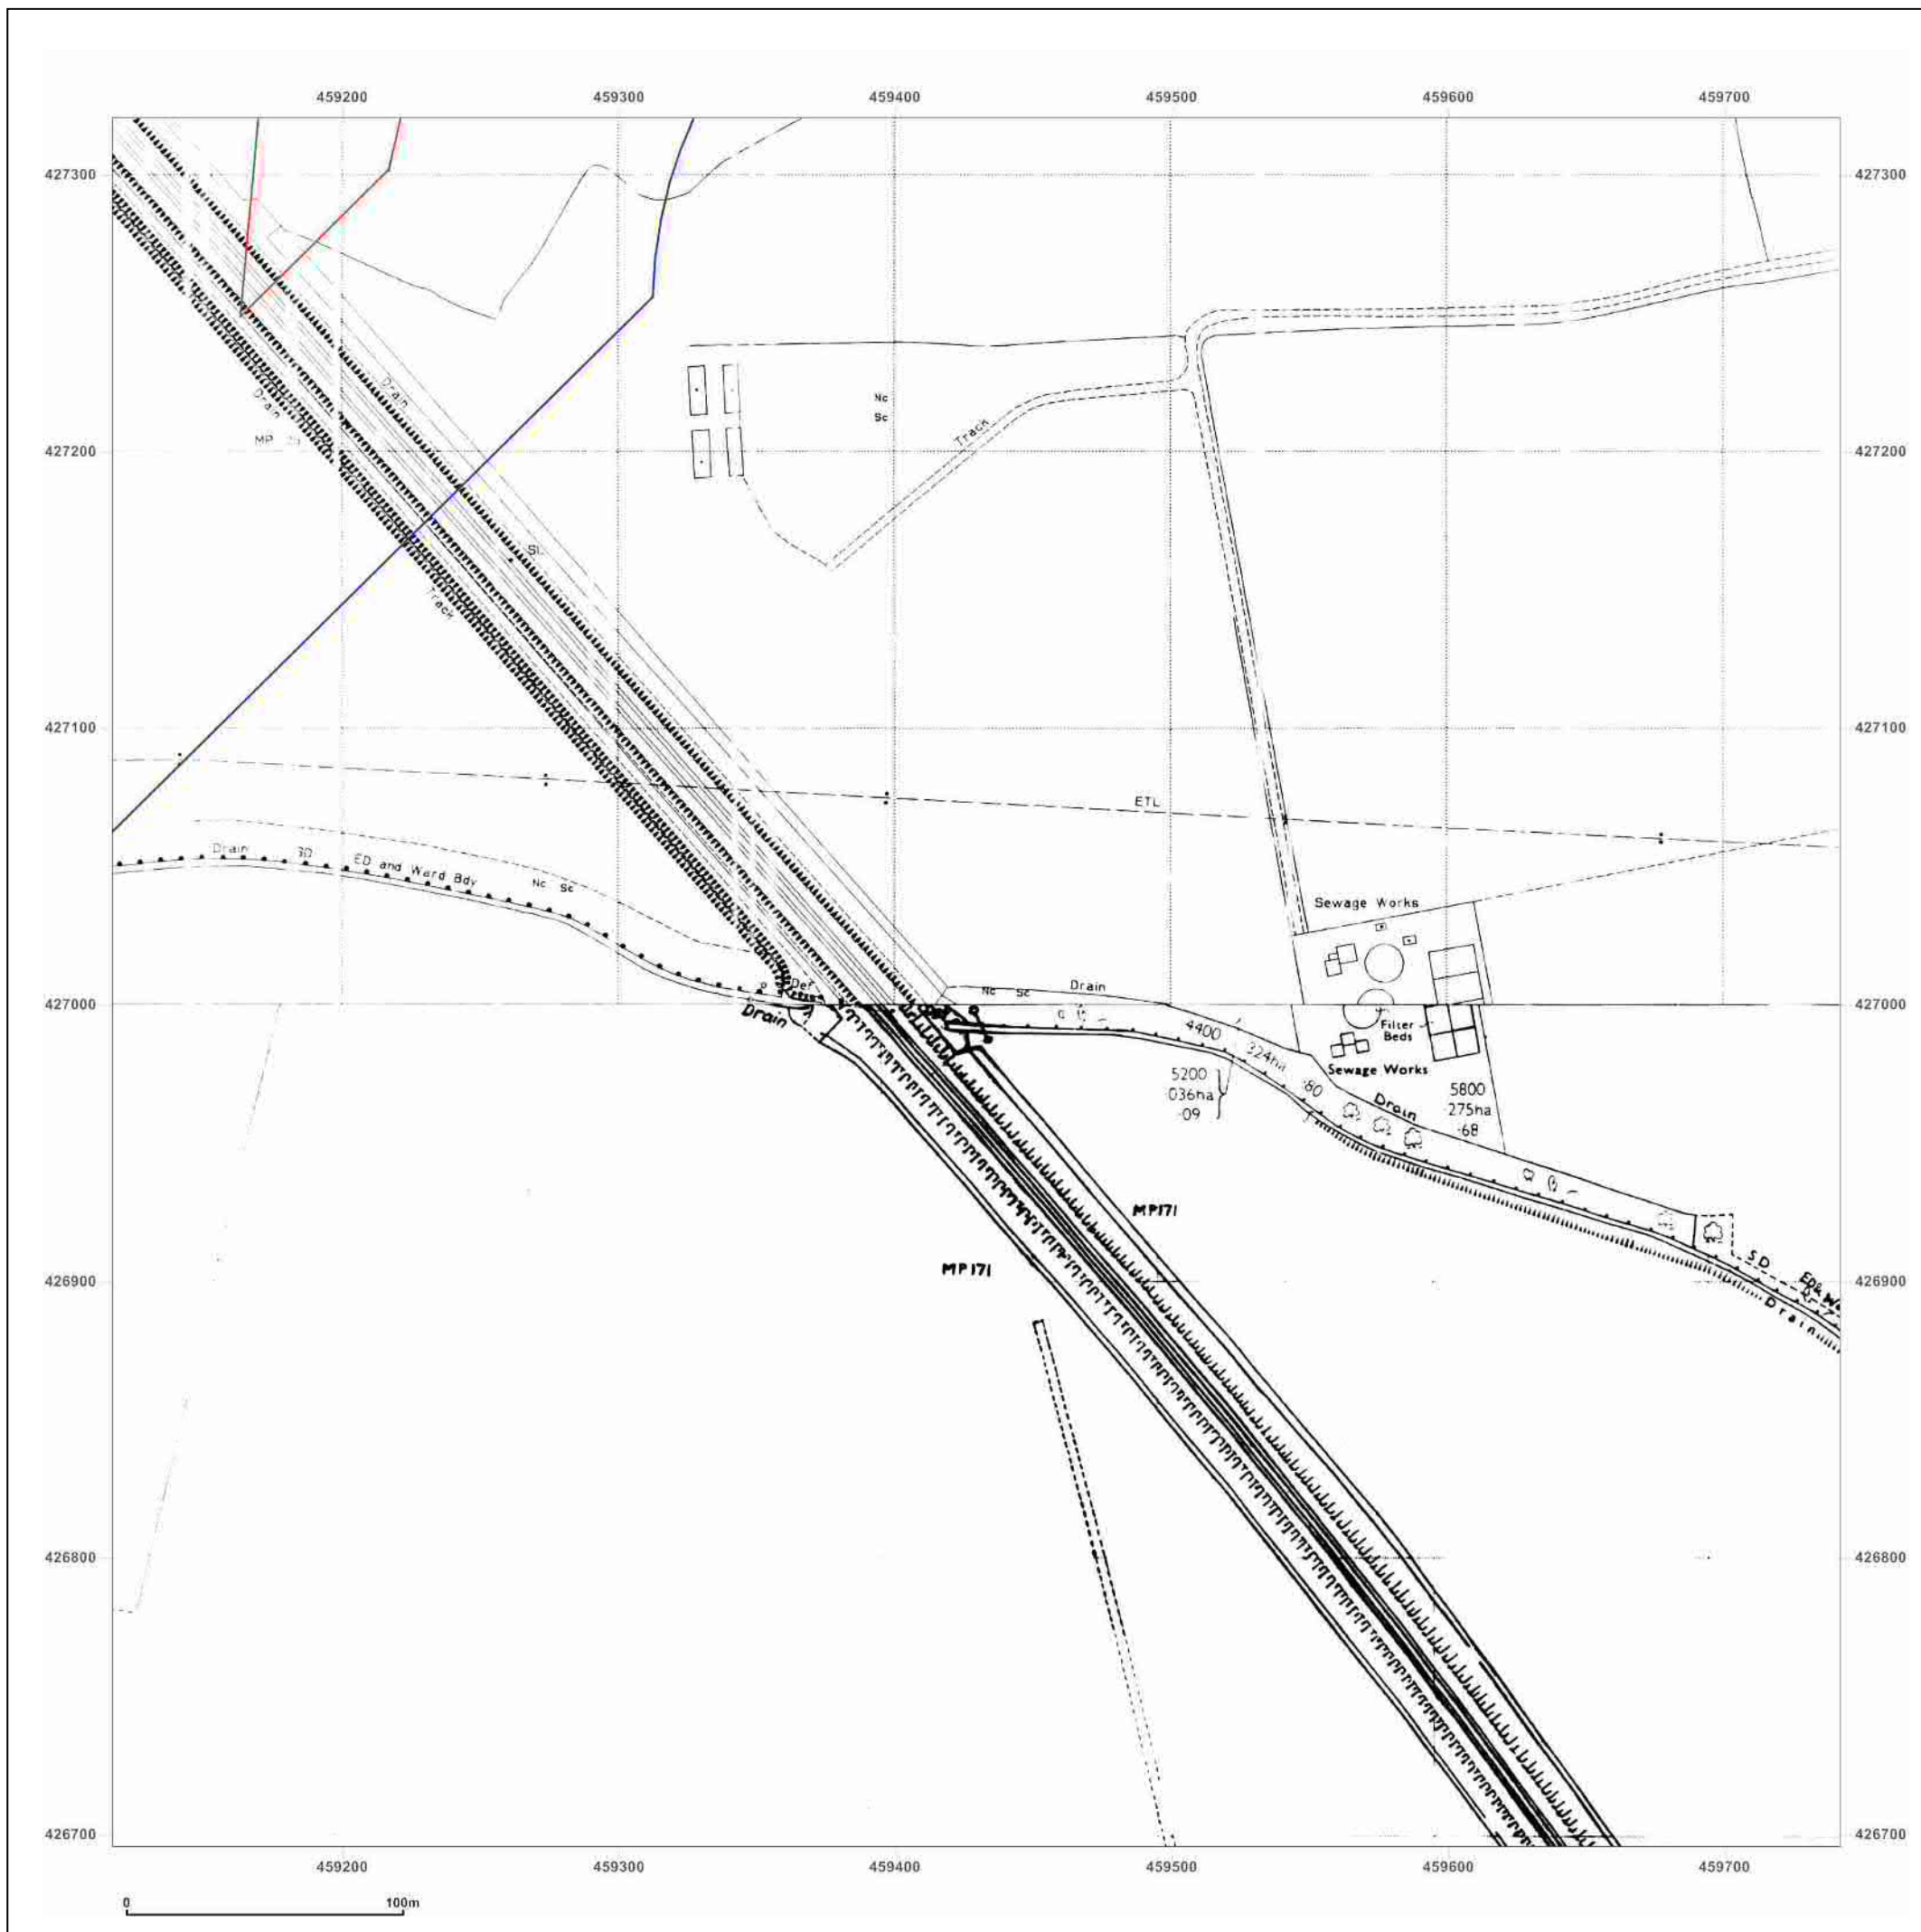 459200 459300 459400 459500 459600 459700
427300 427300
Drain
Drain
Nc
Sc
Track
427200 427200
SL
Track
427100 427100
ETL
Drain
ED and Ward Bdy
Nc Sc
Sewage Works
Def
Drain
Nc Sc
427000 427000
Drain
4400
·324ha
·80
Filter
Beds
Sewage Works
5200
·036ha
·09
5800
·275ha
·68
Drain
MP171
MP171
SD
Drain
426900 426900
426800 426800
426700 426700
459200 459300 459400 459500 459600 459700
0 100m